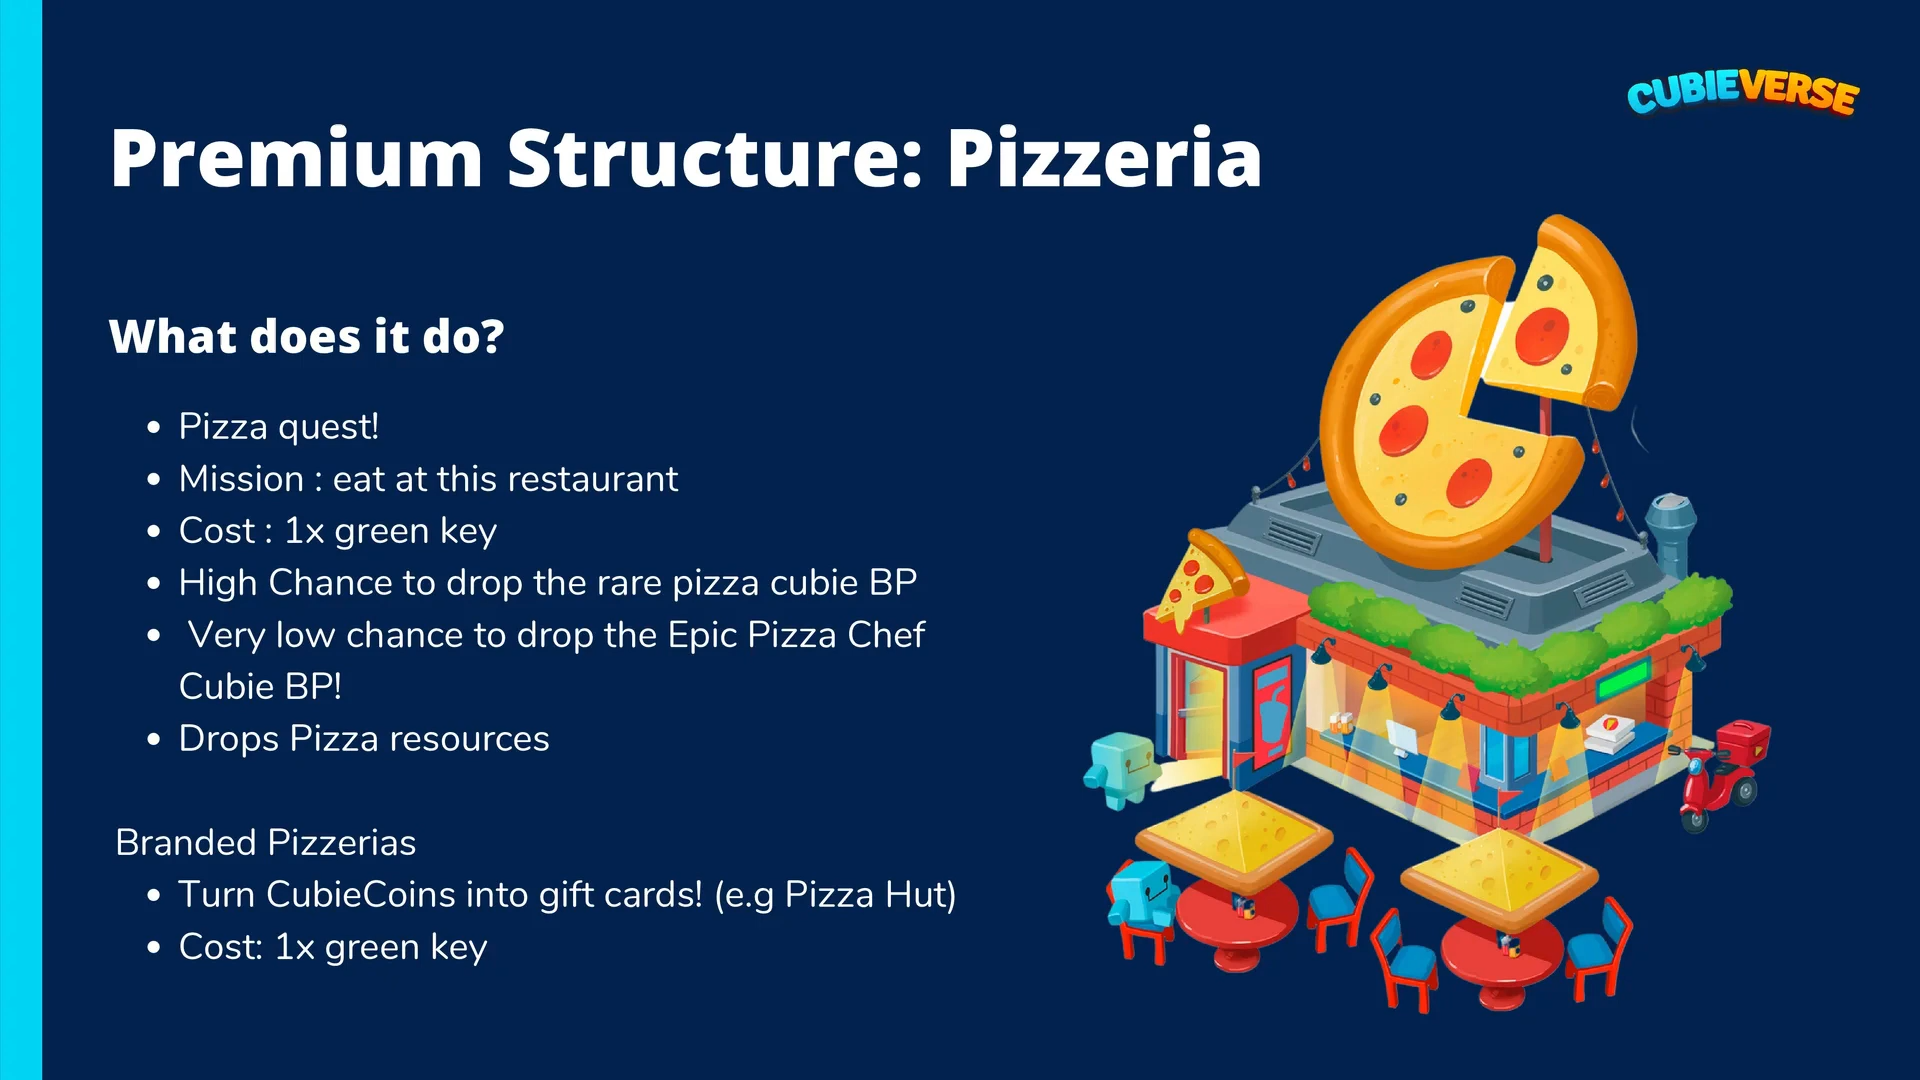 CUBIEVERSE
Premium Structure: Pizzeria
What does it do?
• Pizza quest!
• Mission : eat at this restaurant
• Cost : 1x green key
• High Chance to drop the rare pizza cubie BP
• Very low chance to drop the Epic Pizza Chef
Cubie BP!
• Drops Pizza resources
Branded Pizzerias
• Turn CubieCoins into gift cards! (e.g Pizza Hut)
• Cost: 1x green key